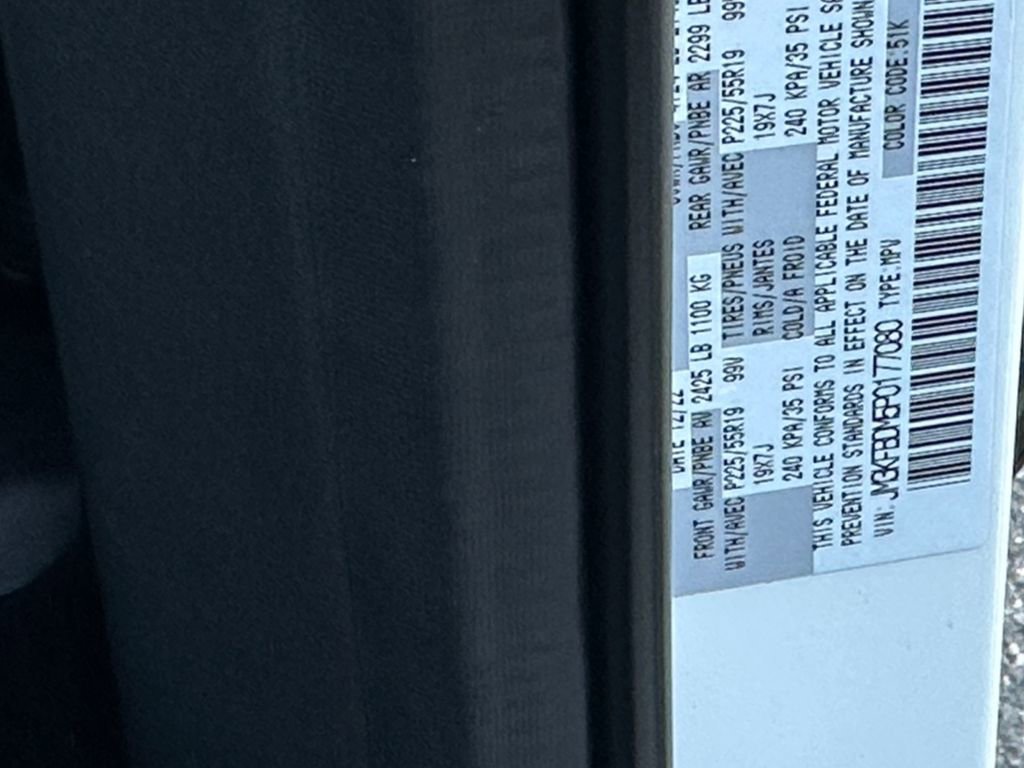 DATE 12/22
FRONT GAWR/PNBE AV 2425 LB 1100 KG
REAR GAWR/PNBE AR 2299 LB
WITH/AVEC P225/55R19 99V
TIRES/PNEUS WITH/AVEC P225/55R19 99V
19X7J
RIMS/JANTES
19X7J
240 KPA/35 PSI
COLD/A FROID
240 KPA/35 PSI
THIS VEHICLE CONFORMS TO ALL APPLICABLE FEDERAL MOTOR VEHICLE
PREVENTION STANDARDS IN EFFECT ON THE DATE OF MANUFACTURE SHOWN
VIN: JM3KFBDM5P0177080 TYPE:MPV
COLOR CODE:51K